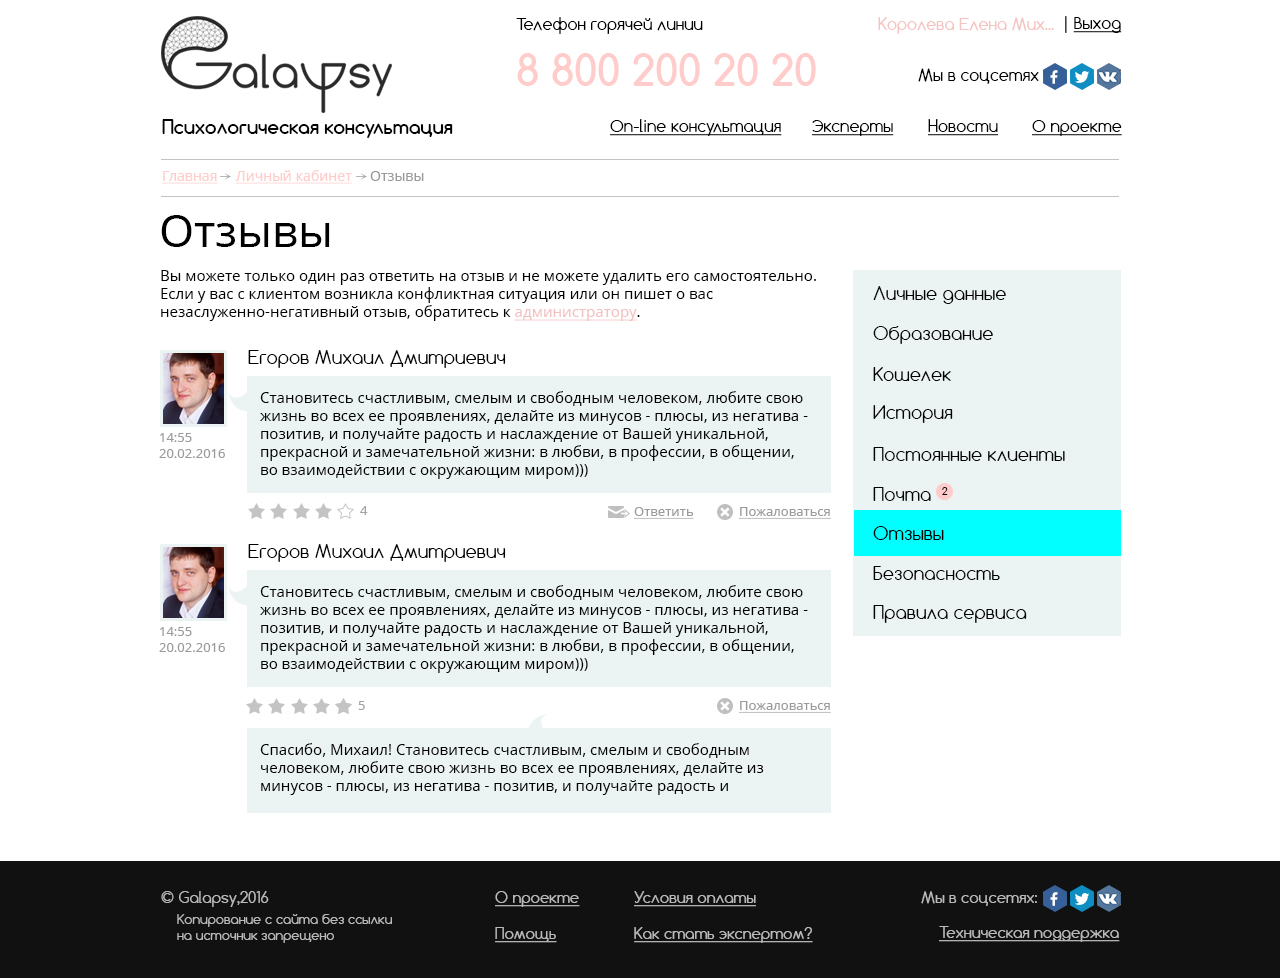 Galaypsy
Психологическая консультация
Телефон горячей линии
8 800 200 20 20
Королева Елена Мих... | Выход
Мы в соцсетях
On-line консультация Эксперты Новости О проекте
Главная → Личный кабинет → Отзывы
Отзывы
Вы можете только один раз ответить на отзыв и не можете удалить его самостоятельно.
Если у вас с клиентом возникла конфликтная ситуация или он пишет о вас
незаслуженно-негативный отзыв, обратитесь к администратору.
Егоров Михаил Дмитриевич
Становитесь счастливым, смелым и свободным человеком, любите свою
жизнь во всех ее проявлениях, делайте из минусов - плюсы, из негатива -
позитив, и получайте радость и наслаждение от Вашей уникальной,
прекрасной и замечательной жизни: в любви, в профессии, в общении,
во взаимодействии с окружающим миром)))
14:55
20.02.2016
4 Ответить Пожаловаться
Егоров Михаил Дмитриевич
Становитесь счастливым, смелым и свободным человеком, любите свою
жизнь во всех ее проявлениях, делайте из минусов - плюсы, из негатива -
позитив, и получайте радость и наслаждение от Вашей уникальной,
прекрасной и замечательной жизни: в любви, в профессии, в общении,
во взаимодействии с окружающим миром)))
14:55
20.02.2016
5 Пожаловаться
Спасибо, Михаил! Становитесь счастливым, смелым и свободным
человеком, любите свою жизнь во всех ее проявлениях, делайте из
минусов - плюсы, из негатива - позитив, и получайте радость и
Личные данные
Образование
Кошелек
История
Постоянные клиенты
Почта 2
Отзывы
Безопасность
Правила сервиса
© Galapsy,2016
Копирование с сайта без ссылки
на источник запрещено
О проекте
Помощь
Условия оплаты
Как стать экспертом?
Мы в соцсетях:
Техническая поддержка